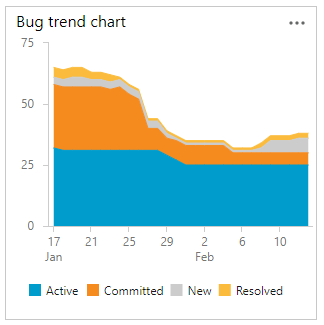 Bug trend chart
75
50
25
0
17 21 25 29 2 6 10
Jan Feb
Active Committed New Resolved